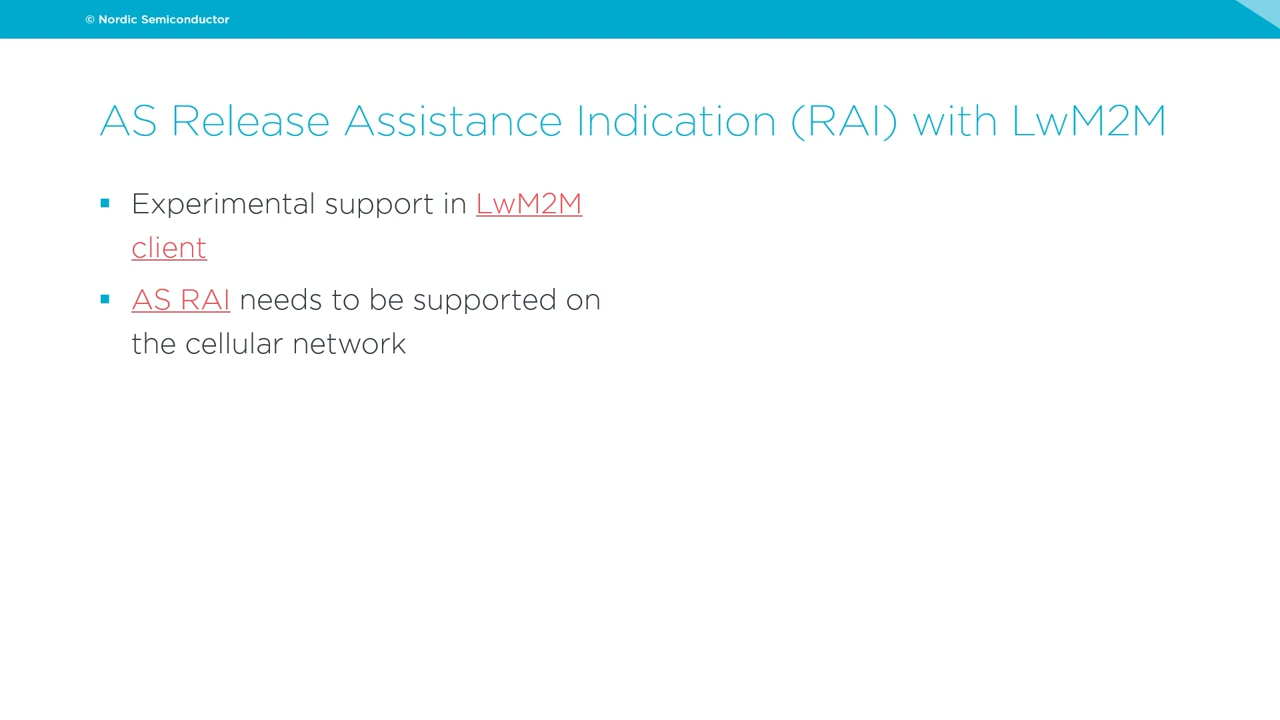 © Nordic Semiconductor
AS Release Assistance Indication (RAI) with LwM2M
▪ Experimental support in LwM2M
client
▪ AS RAI needs to be supported on
the cellular network